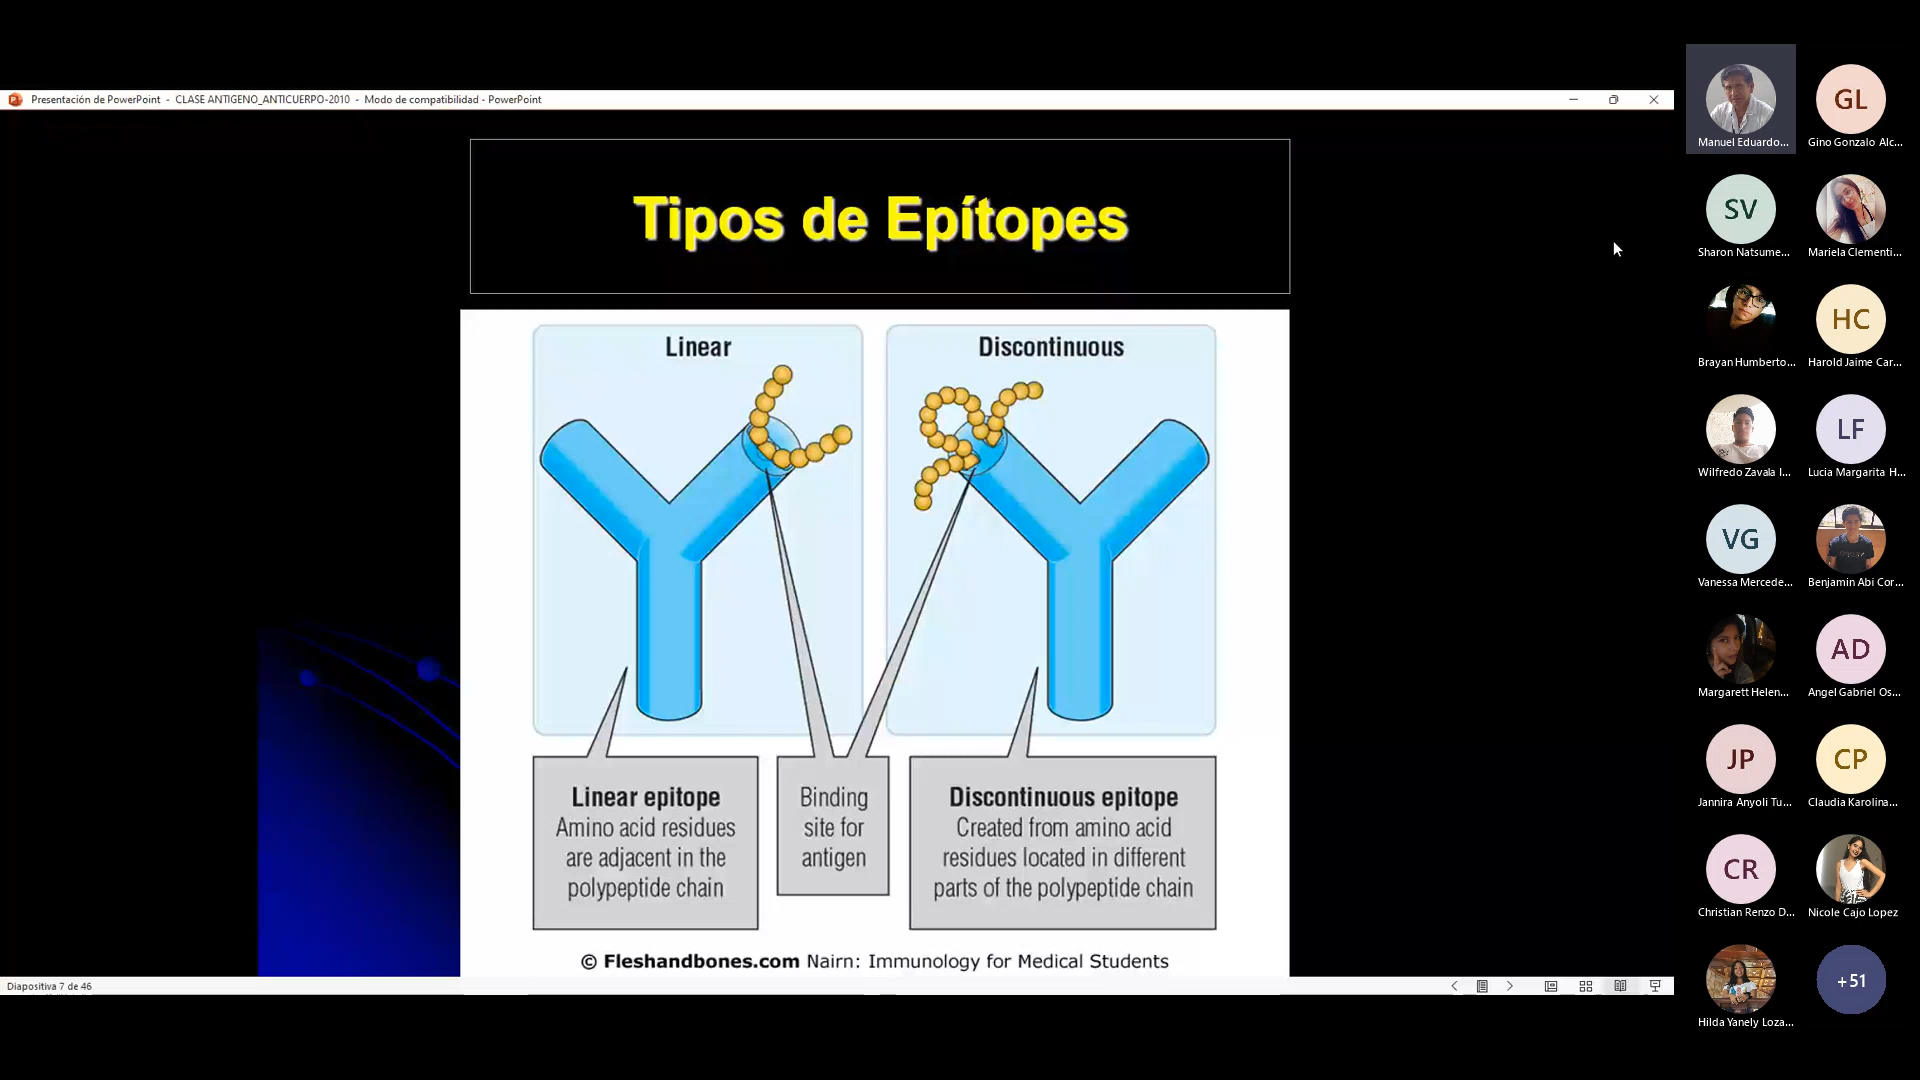 Presentación de PowerPoint - CLASE ANTIGENO_ANTICUERPO-2010 - Modo de compatibilidad - PowerPoint
Tipos de Epítopes
Linear
Discontinuous
Linear epitope
Amino acid residues
are adjacent in the
polypeptide chain
Binding
site for
antigen
Discontinuous epitope
Created from amino acid
residues located in different
parts of the polypeptide chain
© Fleshandbones.com Nairn: Immunology for Medical Students
Diapositiva 7 de 46
Manuel Eduardo...
GL
Gino Gonzalo Alc...
SV
Sharon Natsume...
Mariela Clementi...
Brayan Humberto...
HC
Harold Jaime Car...
Wilfredo Zavala I...
LF
Lucia Margarita H...
VG
Vanessa Mercede...
Benjamin Abi Cor...
Margarett Helen...
AD
Angel Gabriel Os...
JP
Jannira Anyoli Tu...
CP
Claudia Karolina...
CR
Christian Renzo D...
Nicole Cajo Lopez
Hilda Yanely Loza...
+51